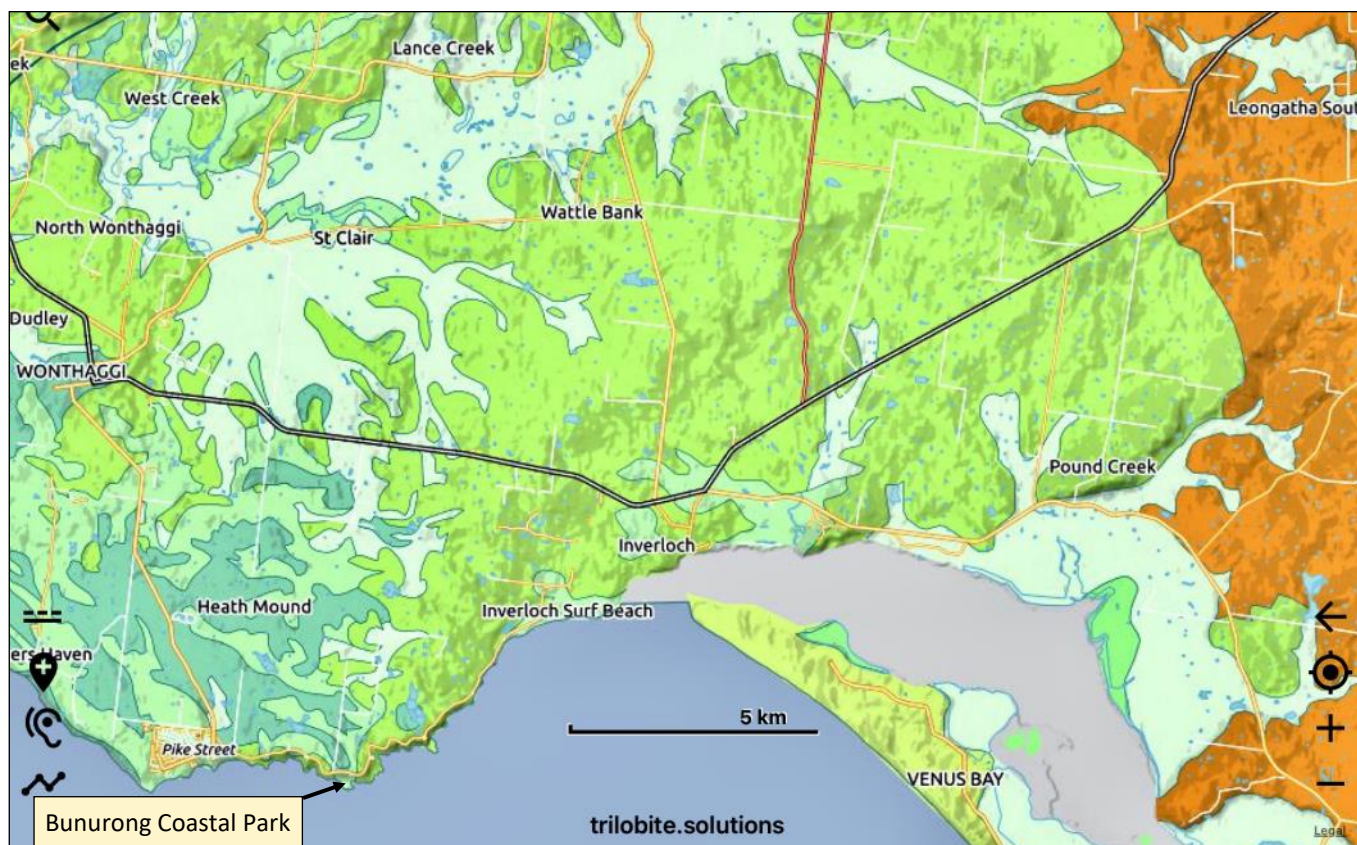 Lance Creek
ek
West Creek
Leongatha Sout
North Wonthaggi
Wattle Bank
St Clair
Dudley
WONTHAGGI
Pound Creek
Inverloch
Heath Mound
Inverloch Surf Beach
ers Haven
5 km
Pike Street
VENUS BAY
Bunurong Coastal Park
trilobite.solutions
Legal